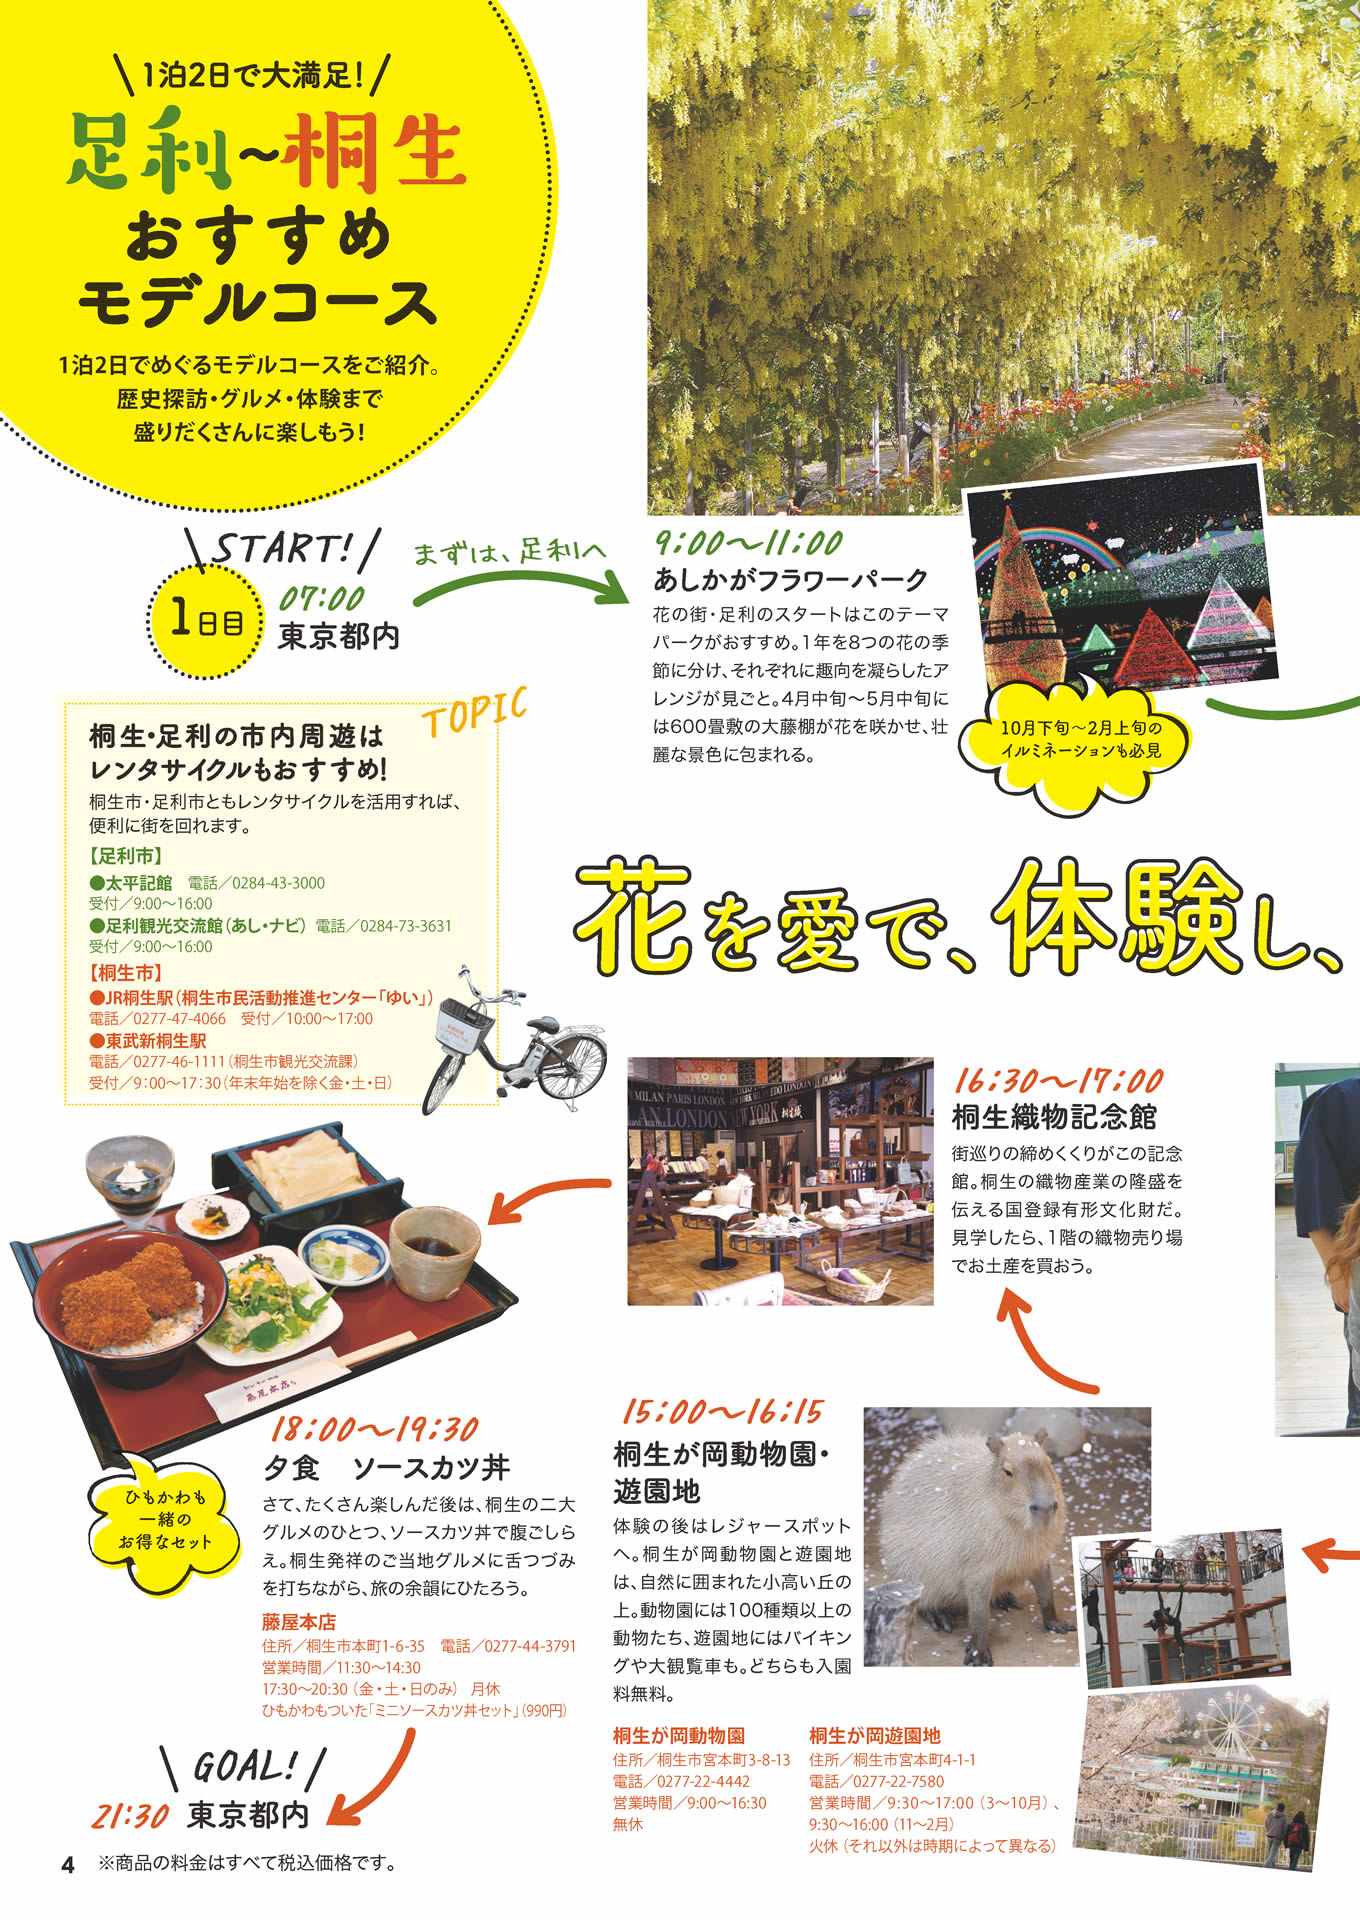 1泊2日で大満足!
足利〜桐生
おすすめ
モデルコース
1泊2日でめぐるモデルコースをご紹介。
歴史探訪・グルメ・体験まで
盛りだくさんに楽しもう!
START!
1日目
07:00
東京都内
まずは、足利へ
9:00〜11:00
あしかがフラワーパーク
花の街・足利のスタートはこのテーマ
パークがおすすめ。1年を8つの花の季
節に分け、それぞれに趣向を凝らしたア
レンジが見ごと。4月中旬〜5月中旬に
は600畳敷の大藤棚が花を咲かせ、壮
麗な景色に包まれる。
10月下旬〜2月上旬の
イルミネーションも必見
TOPIC
桐生・足利の市内周遊は
レンタサイクルもおすすめ!
桐生市・足利市ともレンタサイクルを活用すれば、
便利に街を回れます。
【足利市】
●太平記館 電話/0284-43-3000
受付/9:00〜16:00
●足利観光交流館(あし・ナビ) 電話/0284-73-3631
受付/9:00〜16:00
【桐生市】
●JR桐生駅(桐生市民活動推進センター「ゆい」)
電話/0277-47-4066 受付/10:00〜17:00
●東武新桐生駅
電話/0277-46-1111(桐生市観光交流課)
受付/9:00〜17:30(年末年始を除く金・土・日)
花を愛で、体験し、
MILAN PARIS LONDON
LONDON NEW YORK
16:30〜17:00
桐生織物記念館
街巡りの締めくくりがこの記念
館。桐生の織物産業の隆盛を
伝える国登録有形文化財だ。
見学したら、1階の織物売り場
でお土産を買おう。
15:00〜16:15
桐生が岡動物園・
遊園地
体験の後はレジャースポット
へ。桐生が岡動物園と遊園地
は、自然に囲まれた小高い丘の
上。動物園には100種類以上の
動物たち、遊園地にはバイキン
グや大観覧車も。どちらも入園
料無料。
桐生が岡動物園
住所/桐生市宮本町3-8-13
電話/0277-22-4442
営業時間/9:00〜16:30
無休
桐生が岡遊園地
住所/桐生市宮本町4-1-1
電話/0277-22-7580
営業時間/9:30〜17:00(3〜10月)、
9:30〜16:00(11〜2月)
火休(それ以外は時期によって異なる)
藤屋本店
18:00〜19:30
夕食 ソースカツ丼
さて、たくさん楽しんだ後は、桐生の二大
グルメのひとつ、ソースカツ丼で腹ごしら
え。桐生発祥のご当地グルメに舌つづみ
を打ちながら、旅の余韻にひたろう。
ひもかわも
一緒の
お得なセット
藤屋本店
住所/桐生市本町1-6-35 電話/0277-44-3791
営業時間/11:30〜14:30
17:30〜20:30(金・土・日のみ) 月休
ひもかわもついた「ミニソースカツ丼セット」(990円)
GOAL!
21:30 東京都内
4 ※商品の料金はすべて税込価格です。